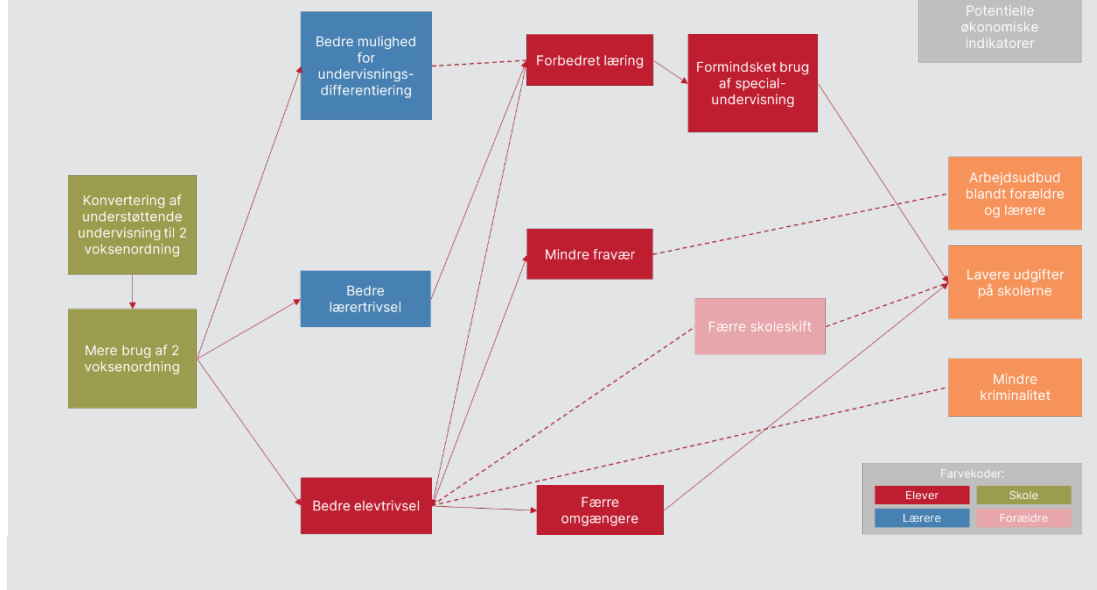 Potentielle
økonomiske
indikatorer
Bedre mulighed
for
undervisnings-
differentiering
Forbedret læring
Formindsket brug
af special-
undervisning
Konvertering af
understøttende
undervisning til 2
voksenordning
Arbejdsudbud
blandt forældre
og lærere
Mindre fravær
Bedre
lærertrivsel
Lavere udgifter
på skolerne
Færre skoleskift
Mere brug af 2
voksenordning
Mindre
kriminalitet
Bedre elevtrivsel
Færre
omgængere
Farvekoder:
Elever
Skole
Lærere
Forældre